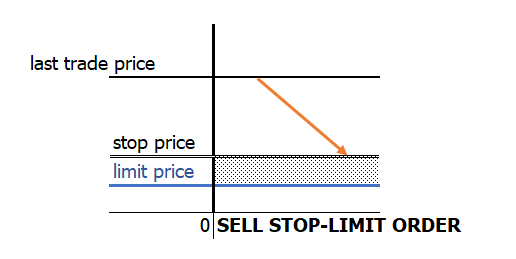 last trade price
stop price
limit price
0 SELL STOP-LIMIT ORDER